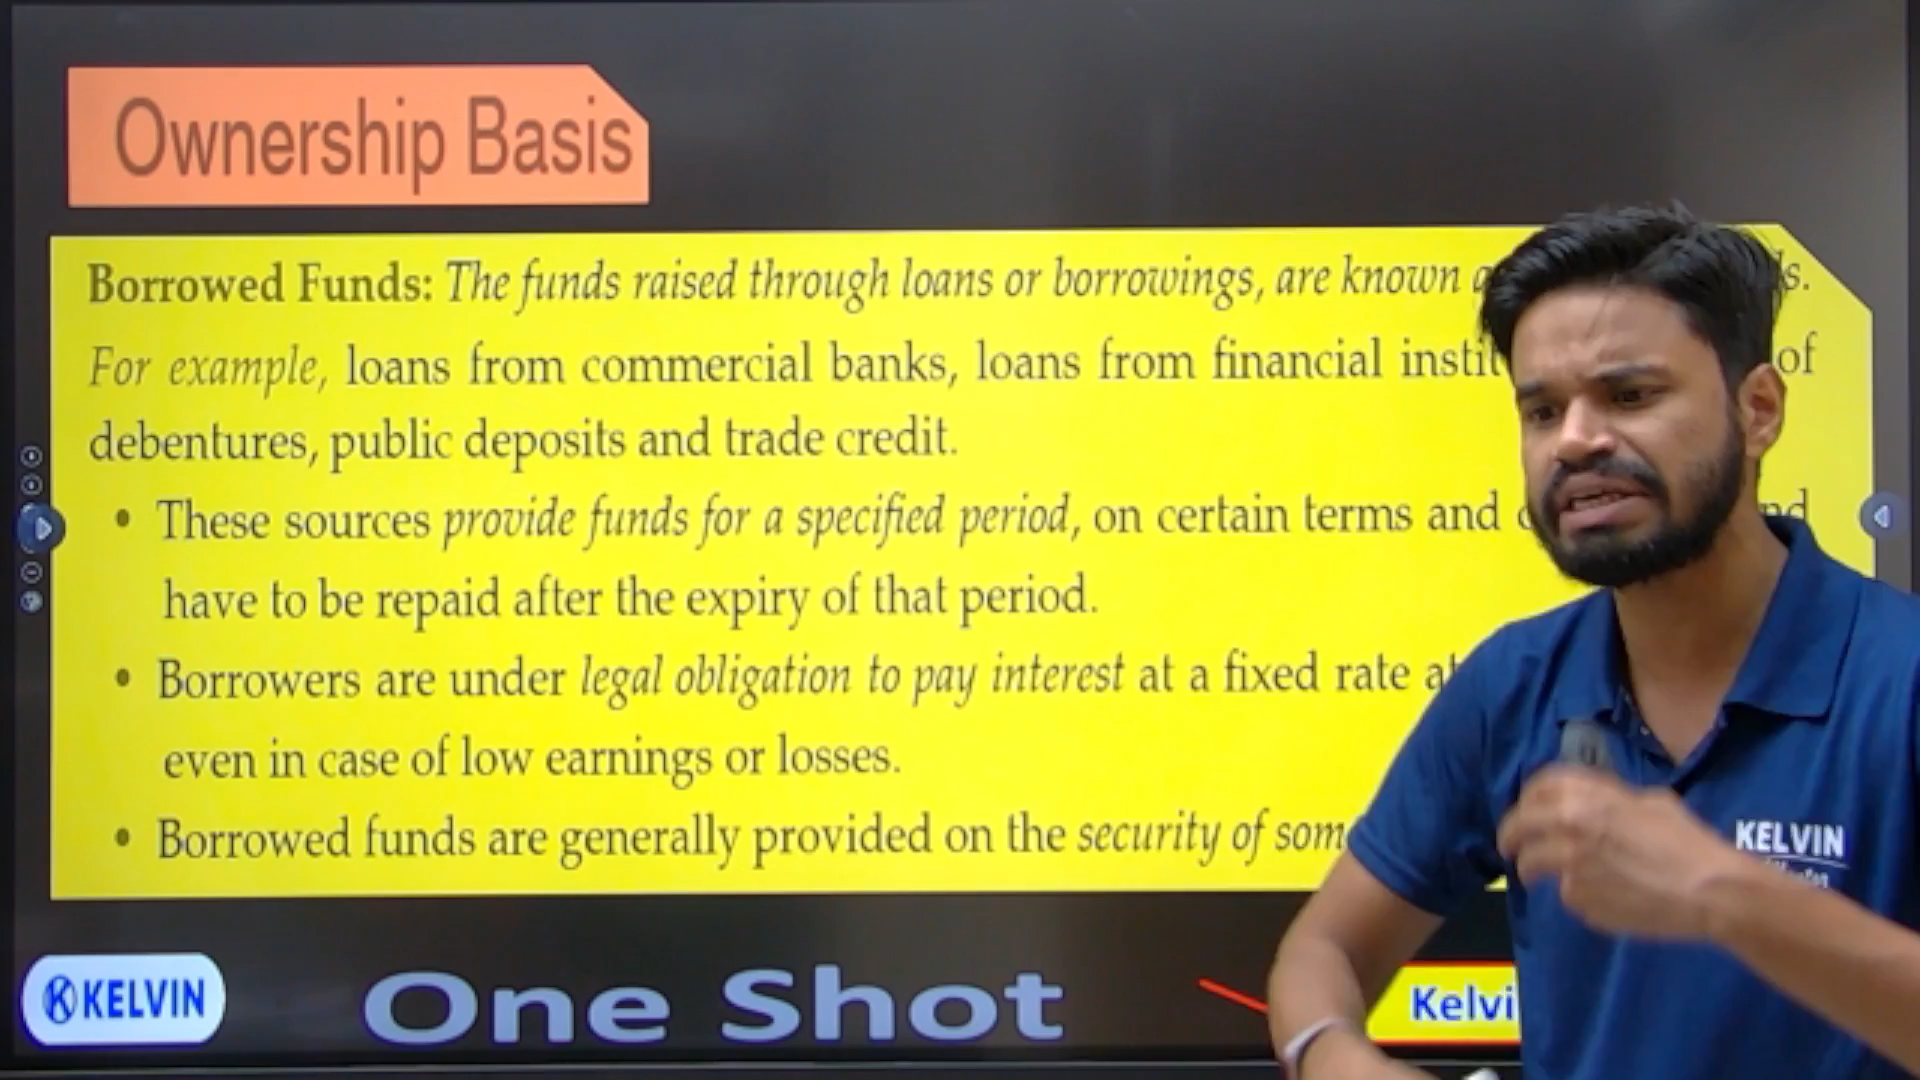 Ownership Basis
Borrowed Funds: The funds raised through loans or borrowings, are known
For example, loans from commercial banks, loans from financial of
debentures, public deposits and trade credit.
• These sources provide funds for a specified period, on certain terms and
have to be repaid after the expiry of that period.
• Borrowers are under legal obligation to pay interest at a fixed rate
even in case of low earnings or losses.
• Borrowed funds are generally provided on the security of
KELVIN
KELVIN
One Shot